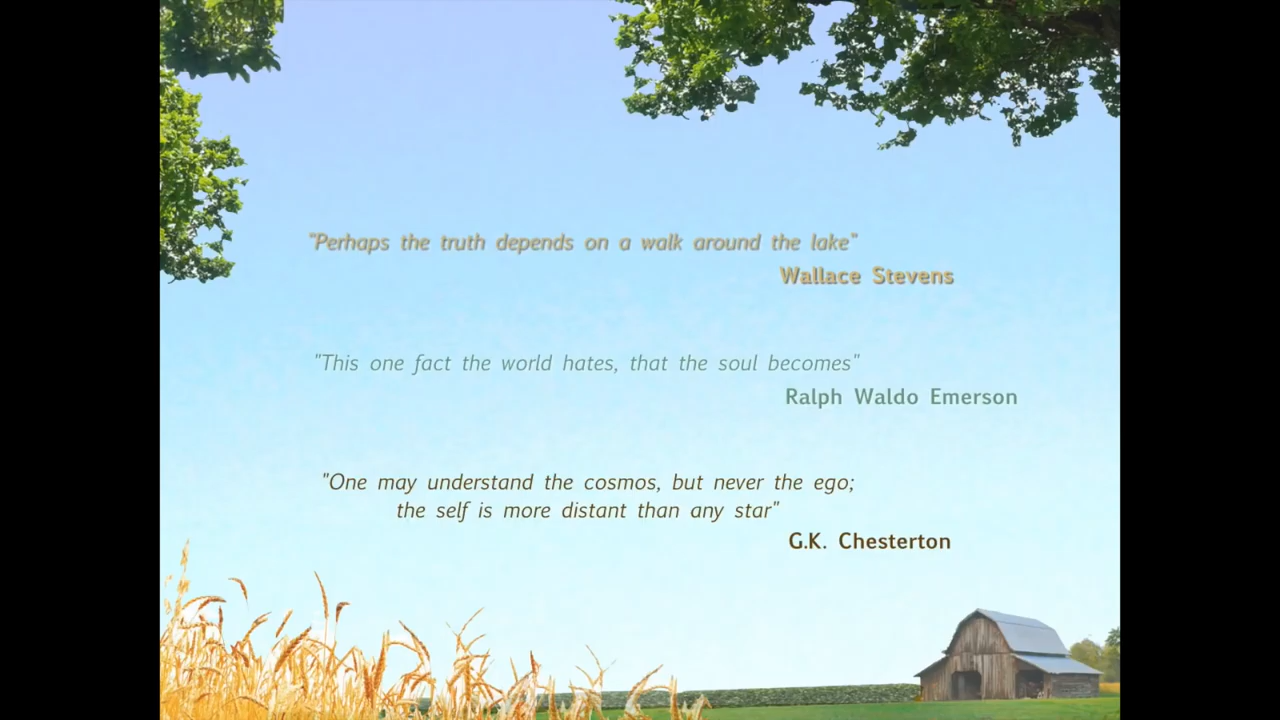 "Perhaps the truth depends on a walk around the lake"
Wallace Stevens
"This one fact the world hates, that the soul becomes"
Ralph Waldo Emerson
"One may understand the cosmos, but never the ego;
the self is more distant than any star"
G.K. Chesterton